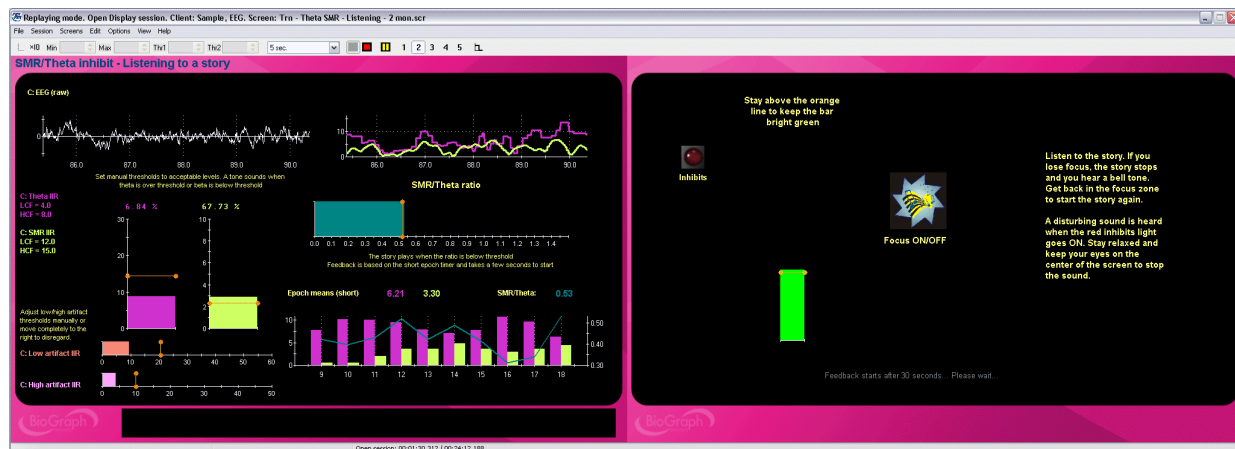 Replaying mode. Open Display session. Client: Sample, EEG. Screen: Trn - Theta SMR - Listening - 2 mon.scr
File Session Screens Edit Options View Help
×10 Min Max Thr1 Thr2 5 sec. 1 2 3 4 5
SMR/Theta inhibit - Listening to a story
C: EEG (raw)
0
86.0 87.0 88.0 89.0 90.0
10
5
86.0 87.0 88.0 89.0 90.0
Set manual thresholds to acceptable levels. A tone sounds when
theta is over threshold or beta is below threshold
C: Theta IIR
LCF = 4.0
HCF = 8.0
C: SMR IIR
LCF = 12.0
HCF = 15.0
6.84 %
67.73 %
30
20
10
0
10
8
6
4
2
0
SMR/Theta ratio
0.0 0.1 0.2 0.3 0.4 0.5 0.6 0.7 0.8 0.9 1.0 1.1 1.2 1.3 1.4
The story plays when the ratio is below threshold
Feedback is based on the short epoch timer and takes a few seconds to start
Epoch means (short) 6.21 3.30 SMR/Theta: 0.53
10
5
0
0.50
0.40
0.30
9 10 11 12 13 14 15 16 17 18
Adjust low/high artifact
thresholds manually or
move completely to the
right to disregard.
C: Low artifact IIR
0 10 20 30 40 50 60
C: High artifact IIR
0 10 20 30 40 50
BioGraph
Stay above the orange
line to keep the bar
bright green
Inhibits
Focus ON/OFF
Listen to the story. If you
lose focus, the story stops
and you hear a bell tone.
Get back in the focus zone
to start the story again.
A disturbing sound is heard
when the red inhibits light
goes ON. Stay relaxed and
keep your eyes on the
center of the screen to stop
the sound.
Feedback starts after 30 seconds... Please wait...
BioGraph
Open session: 00:01:30.312 / 00:24:12.188